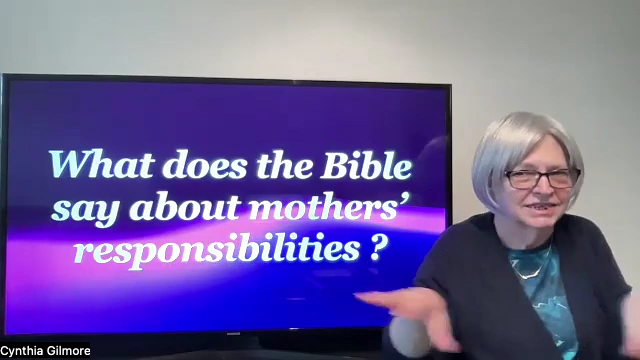 What does the Bible
say about mothers'
responsibilities ?
Cynthia Gilmore